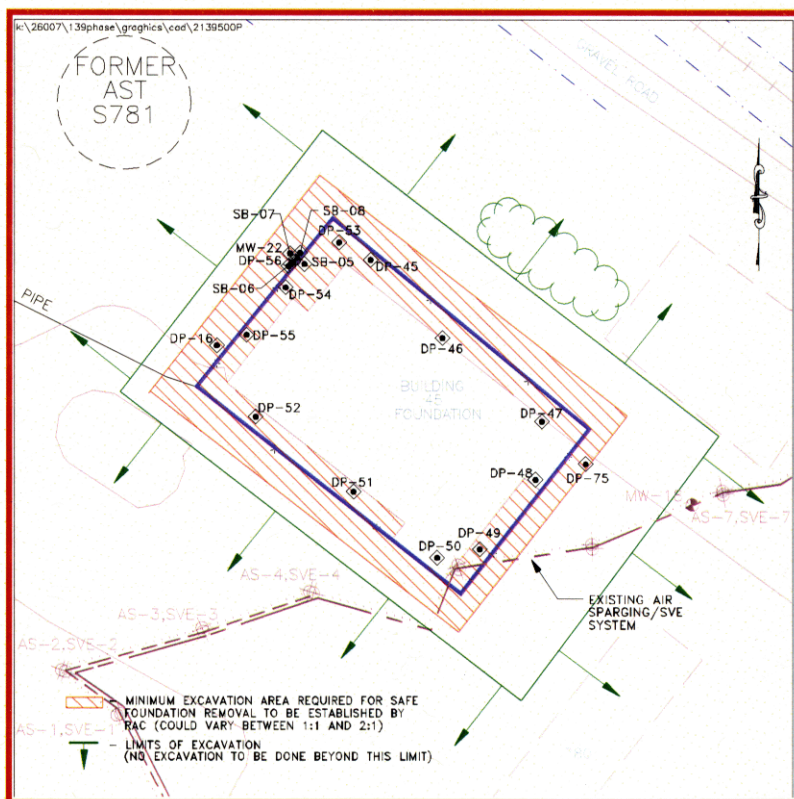 k:\26007\139phase\graghics\cad\2139500P
FORMER
AST
S781
GRAVEL ROAD
SB-07
SB-08
MW-22
DP-53
DP-56
SB-05
DP-45
SB-06
DP-54
PIPE
DP-16
DP-55
DP-46
BUILDING
45
FOUNDATION
DP-52
DP-47
DP-51
DP-48
DP-75
MW-15
AS-7,SVE-7
DP-50
DP-49
AS-4,SVE-4
EXISTING AIR
SPARGING/SVE
SYSTEM
AS-3,SVE-3
AS-2,SVE-2
AS-1,SVE-1
- MINIMUM EXCAVATION AREA REQUIRED FOR SAFE
FOUNDATION REMOVAL TO BE ESTABLISHED BY
RAC (COULD VARY BETWEEN 1:1 AND 2:1)
- LIMITS OF EXCAVATION
(NO EXCAVATION TO BE DONE BEYOND THIS LIMIT)